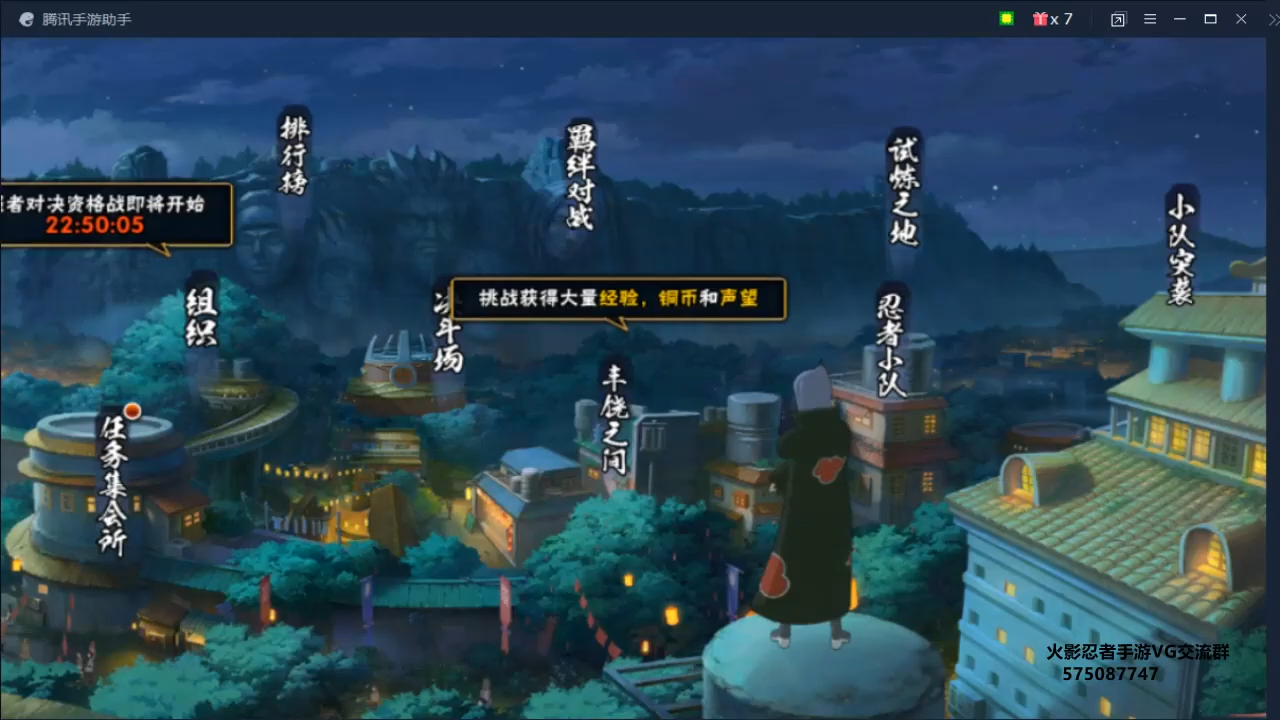 腾讯手游助手
x 7
排行榜
羁绊对战
试炼之地
小队突袭
者对决资格战即将开始
22:50:05
组织
决斗场
挑战获得大量经验，铜币和声望
忍者小队
丰饶之间
任务集会所
火影忍者手游VG交流群
575087747